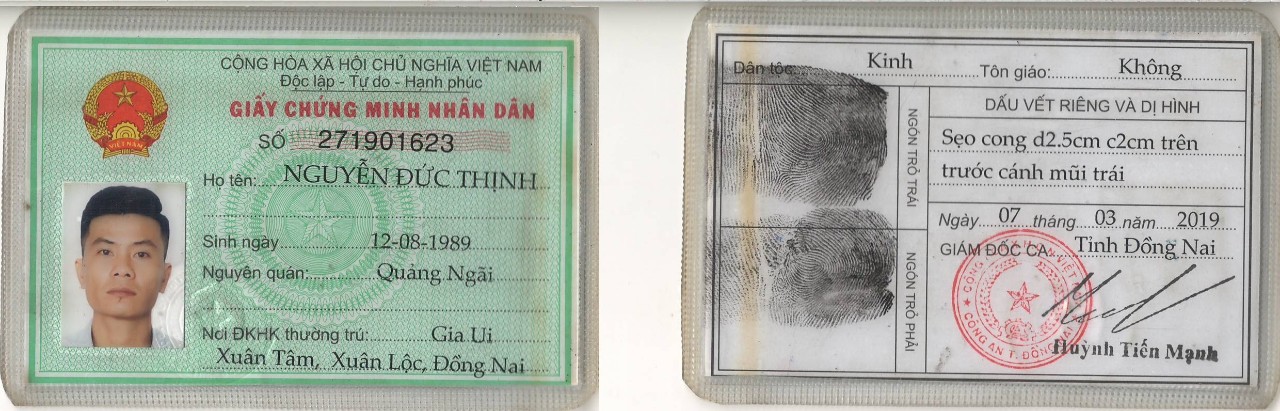 CỘNG HÒA XÃ HỘI CHỦ NGHĨA VIỆT NAM
Độc lập - Tự do - Hạnh phúc
GIẤY CHỨNG MINH NHÂN DÂN
SỐ 271901623
Họ tên: NGUYỄN ĐỨC THỊNH
Sinh ngày 12-08-1989
Nguyên quán: Quảng Ngãi
Nơi ĐKHK thường trú: Gia Ui
Xuân Tâm, Xuân Lộc, Đồng Nai
VIỆT NAM
Dân tộc: Kinh Tôn giáo: Không
NGÓN TRỎ TRÁI
NGÓN TRỎ PHẢI
DẤU VẾT RIÊNG VÀ DỊ HÌNH
Sẹo cong d2.5cm c2cm trên
trước cánh mũi trái
Ngày 07 tháng 03 năm 2019
GIÁM ĐỐC CA: Tỉnh Đồng Nai
CÔNG AN T. ĐỒNG NAI
Huỳnh Tiến Mạnh